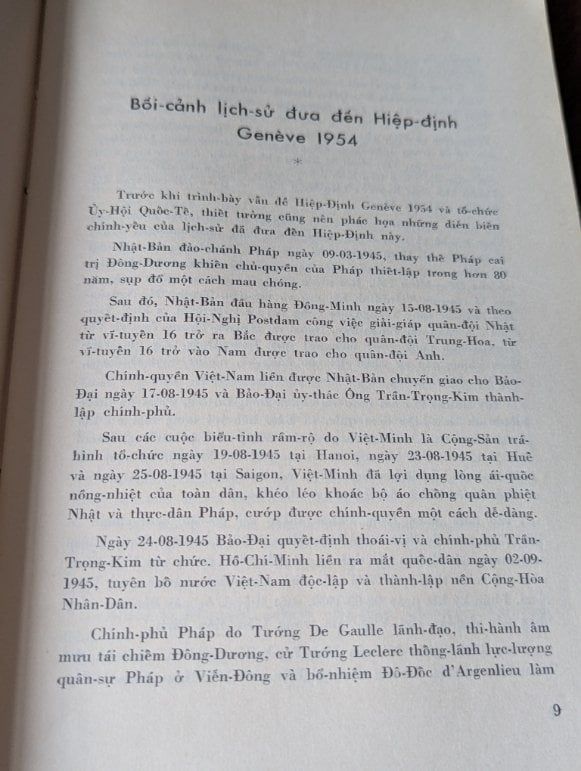 Bối-cảnh lịch-sử đưa đến Hiệp-định
Genève 1954
*
Trước khi trình-bày vấn đề Hiệp-Định Genève 1954 và tổ-chức
Ủy-Hội Quốc-Tế, thiết tưởng cũng nên phác họa những diễn biến
chính-yếu của lịch-sử đã đưa đến Hiệp-Định này.
Nhật-Bản đảo-chánh Pháp ngày 09-03-1945, thay thế Pháp cai
trị Đông-Dương khiến chủ-quyền của Pháp thiết-lập trong hơn 80
năm, sụp đổ một cách mau chóng.
Sau đó, Nhật-Bản đầu hàng Đồng-Minh ngày 15-08-1945 và theo
quyết-định của Hội-Nghị Postdam công việc giải-giáp quân-đội Nhật
từ vĩ-tuyến 16 trở ra Bắc được trao cho quân-đội Trung-Hoa, từ
vĩ-tuyến 16 trở vào Nam được trao cho quân-đội Anh.
Chính-quyền Việt-Nam liền được Nhật-Bản chuyển giao cho Bảo-
Đại ngày 17-08-1945 và Bảo-Đại ủy-thác Ông Trần-Trọng-Kim thành-
lập chính-phủ.
Sau các cuộc biểu-tình rầm-rộ do Việt-Minh là Cộng-Sản trá-
hình tổ-chức ngày 19-08-1945 tại Hanoi, ngày 23-08-1945 tại Huế
và ngày 25-08-1945 tại Saigon, Việt-Minh đã lợi dụng lòng ái-quốc
nồng-nhiệt của toàn dân, khéo léo khoác bộ áo chống quân phiệt
Nhật và thực-dân Pháp, cướp được chính-quyền một cách dễ-dàng.
Ngày 24-08-1945 Bảo-Đại quyết-định thoái-vị và chính-phủ Trần-
Trọng-Kim từ chức. Hồ-Chí-Minh liền ra mắt quốc-dân ngày 02-09-
1945, tuyên bố nước Việt-Nam độc-lập và thành-lập nền Cộng-Hòa
Nhân-Dân.
Chính-phủ Pháp do Tướng De Gaulle lãnh-đạo, thi-hành âm
mưu tái chiếm Đông-Dương, cử Tướng Leclerc thống-lãnh lực-lượng
quân-sự Pháp ở Viễn-Đông và bổ-nhiệm Đô-Đốc d'Argenlieu làm
9